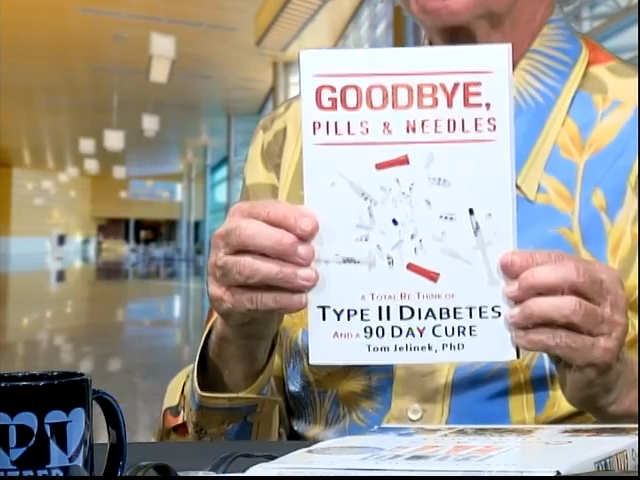 GOODBYE,
PILLS & NEEDLES
A TOTAL RE-THINK OF
TYPE II DIABETES
AND A 90 DAY CURE
Tom Jelinek, PhD